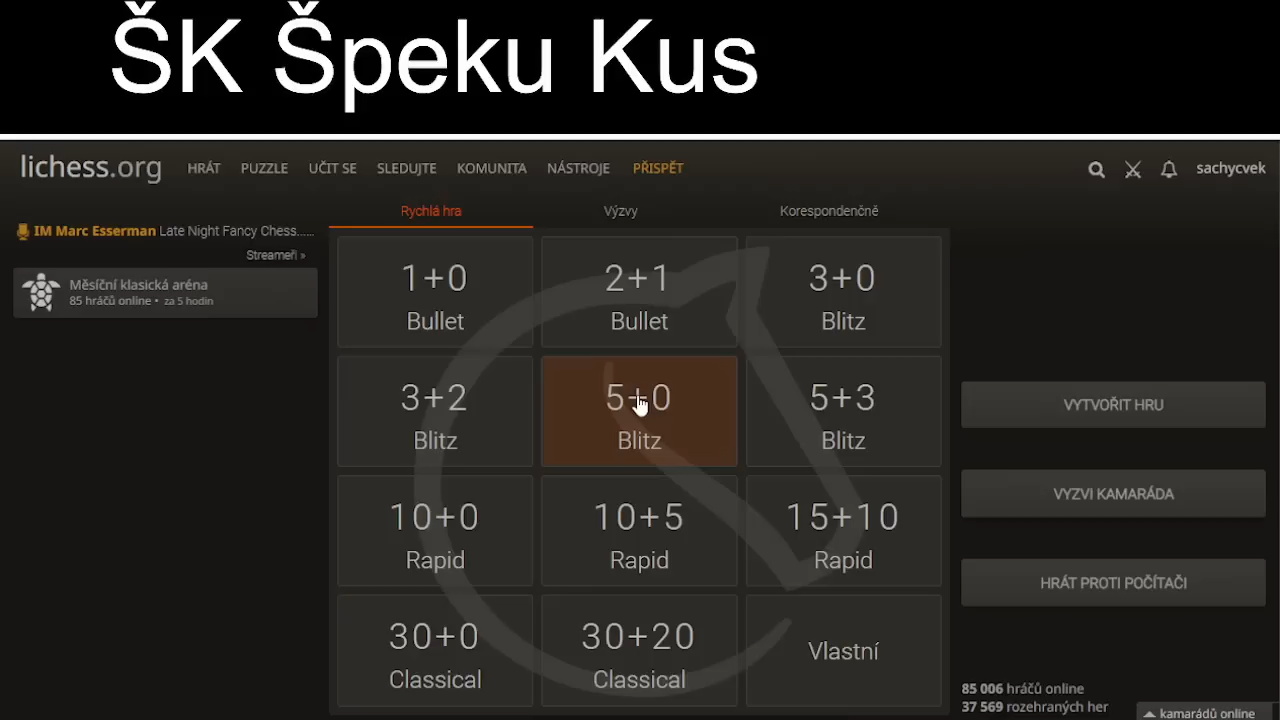 ŠK Špeku Kus
lichess.org HRÁT PUZZLE UČIT SE SLEDUJTE KOMUNITA NÁSTROJE PŘISPĚT sachycvek
Rychlá hra Výzvy Korespondenčně
IM Marc Esserman Late Night Fancy Chess......
Streameři »
Měsíční klasická aréna
85 hráčů online • za 5 hodin
1+0 2+1 3+0
Bullet Bullet Blitz
3+2 5+0 5+3
Blitz Blitz Blitz
VYTVOŘIT HRU
VYZVI KAMARÁDA
10+0 10+5 15+10
Rapid Rapid Rapid
HRÁT PROTI POČÍTAČI
30+0 30+20 Vlastní
Classical Classical
85 006 hráčů online
37 569 rozehraných her
kamarádů online